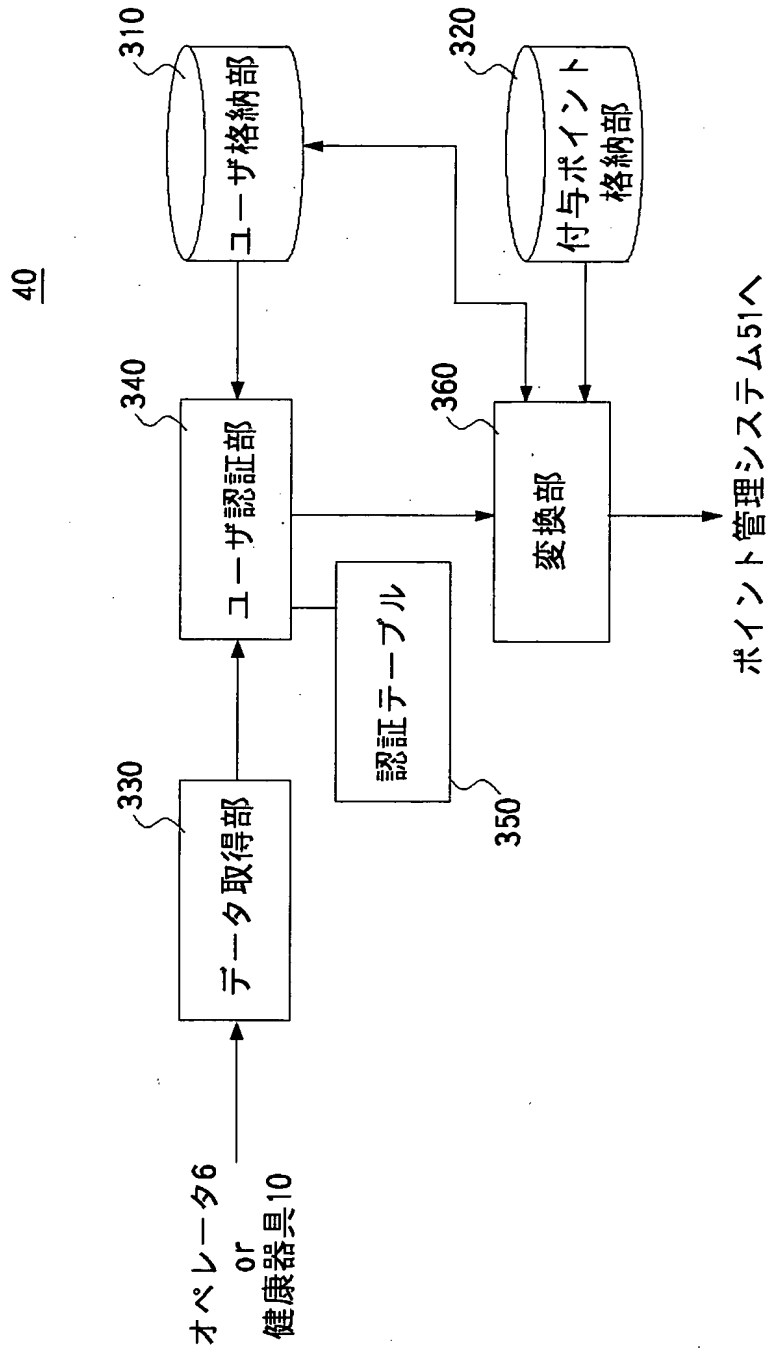 40
オペレータ6
or
健康器具10
330
データ取得部
340
ユーザ認証部
310
ユーザ格納部
認証テーブル
350
360
変換部
320
付与ポイント
格納部
ポイント管理システム51へ